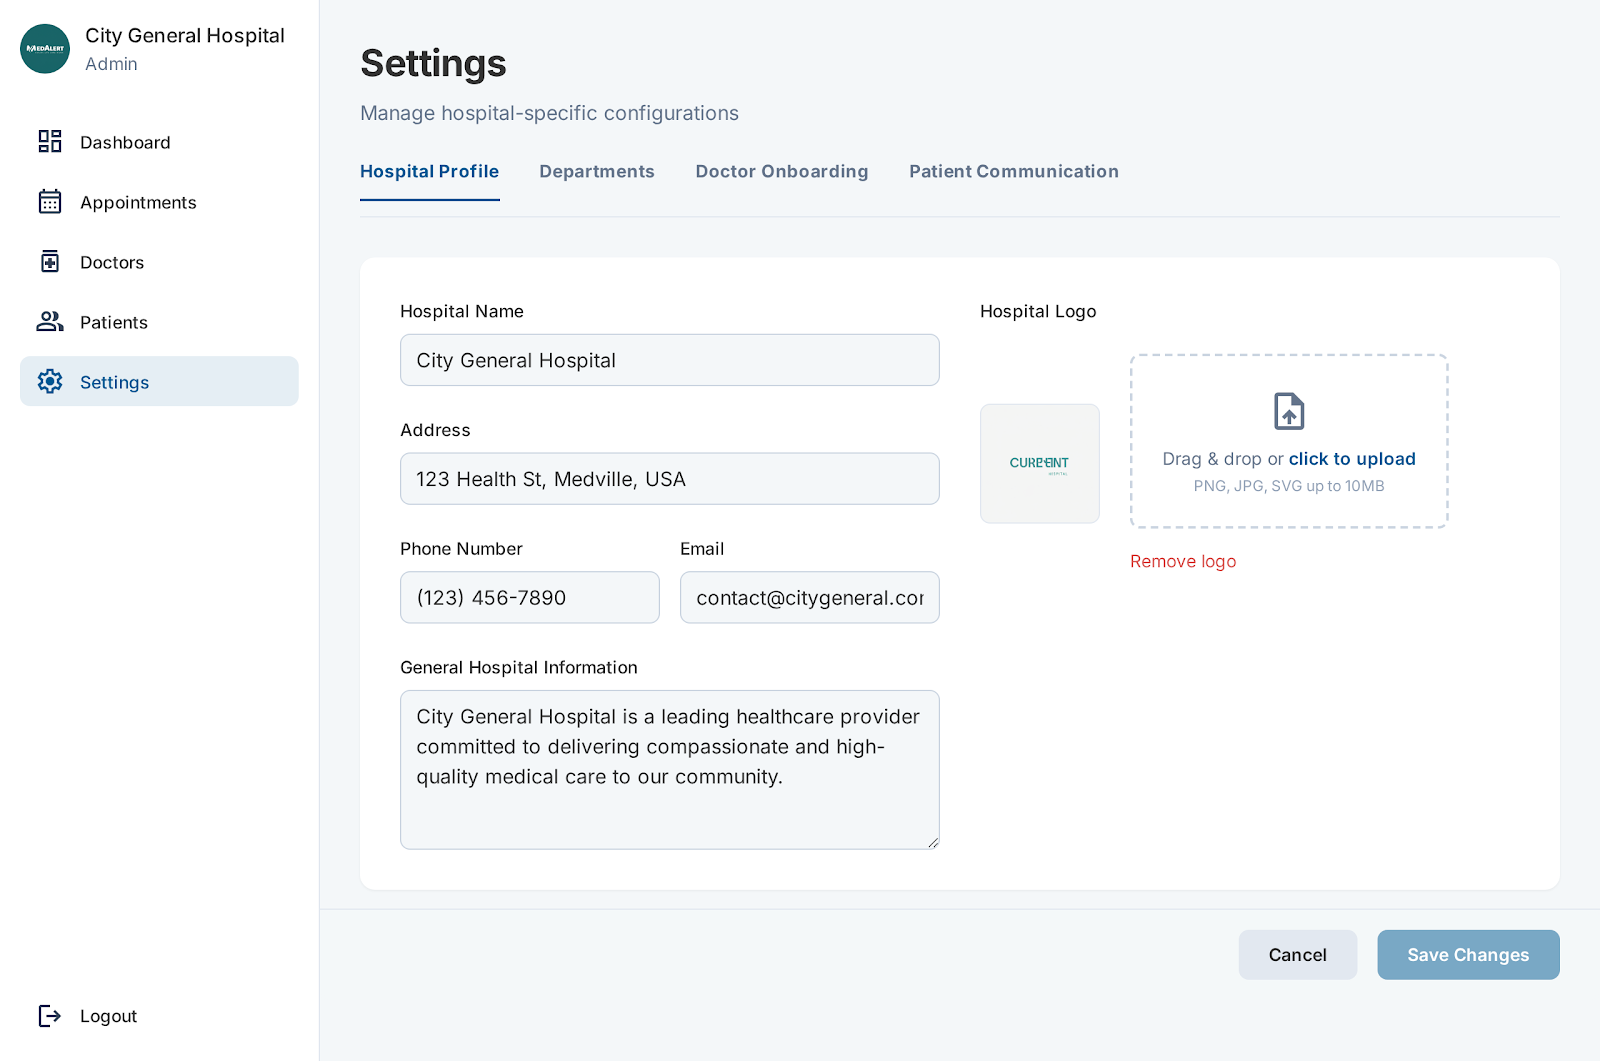 MEDALERT
City General Hospital
Admin
Dashboard
Appointments
Doctors
Patients
Settings
Logout
Settings
Manage hospital-specific configurations
Hospital Profile
Departments
Doctor Onboarding
Patient Communication
Hospital Name
City General Hospital
Address
123 Health St, Medville, USA
Phone Number
Email
(123) 456-7890
contact@citygeneral.cor
General Hospital Information
City General Hospital is a leading healthcare provider
committed to delivering compassionate and high-
quality medical care to our community.
Hospital Logo
HOSPITAL
Drag & drop or click to upload
PNG, JPG, SVG up to 10MB
Remove logo
Cancel
Save Changes